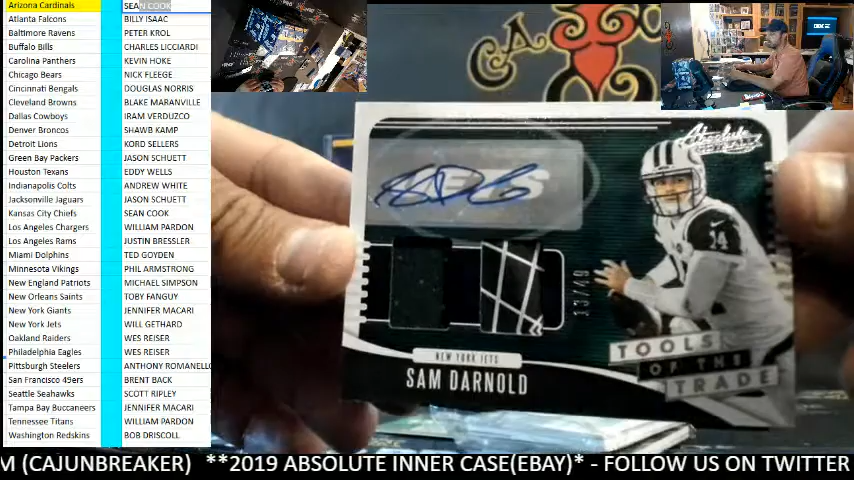 Arizona Cardinals SEAN COOK
Atlanta Falcons BILLY ISAAC
Baltimore Ravens PETER KROL
Buffalo Bills CHARLES LICCIARDI
Carolina Panthers KEVIN HOKE
Chicago Bears NICK FLEEGE
Cincinnati Bengals DOUGLAS NORRIS
Cleveland Browns BLAKE MARANVILLE
Dallas Cowboys IRAM VERDUZCO
Denver Broncos SHAWB KAMP
Detroit Lions KORD SELLERS
Green Bay Packers JASON SCHUETT
Houston Texans EDDY WELLS
Indianapolis Colts ANDREW WHITE
Jacksonville Jaguars JASON SCHUETT
Kansas City Chiefs SEAN COOK
Los Angeles Chargers WILLIAM PARDON
Los Angeles Rams JUSTIN BRESSLER
Miami Dolphins TED GOYDEN
Minnesota Vikings PHIL ARMSTRONG
New England Patriots MICHAEL SIMPSON
New Orleans Saints TOBY FANGUY
New York Giants JENNIFER MACARI
New York Jets WILL GETHARD
Oakland Raiders WES REISER
Philadelphia Eagles WES REISER
Pittsburgh Steelers ANTHONY ROMANELLO
San Francisco 49ers BRENT BACK
Seattle Seahawks SCOTT RIPLEY
Tampa Bay Buccaneers JENNIFER MACARI
Tennessee Titans WILLIAM PARDON
Washington Redskins BOB DRISCOLL
Absolute
JETS
14
13/49
TOOLS
OF THE
TRADE
NEW YORK JETS
SAM DARNOLD
M (CAJUNBREAKER) **2019 ABSOLUTE INNER CASE(EBAY)* - FOLLOW US ON TWITTER